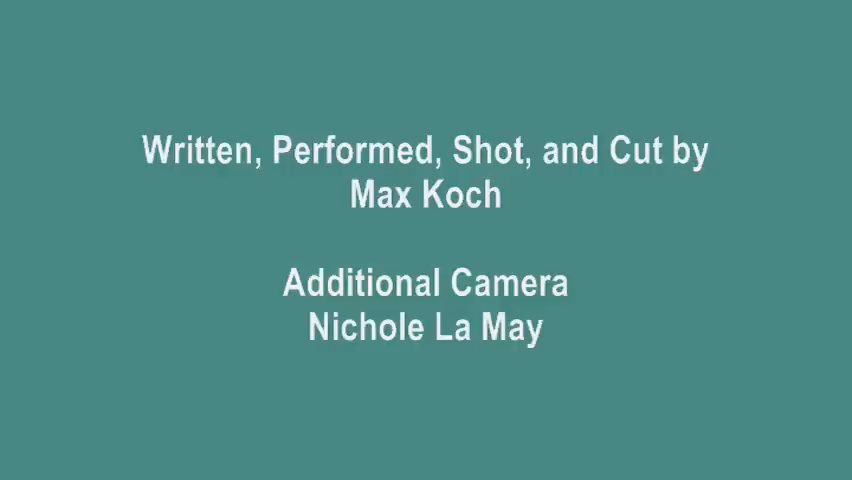 Written, Performed, Shot, and Cut by
Max Koch
Additional Camera
Nichole La May